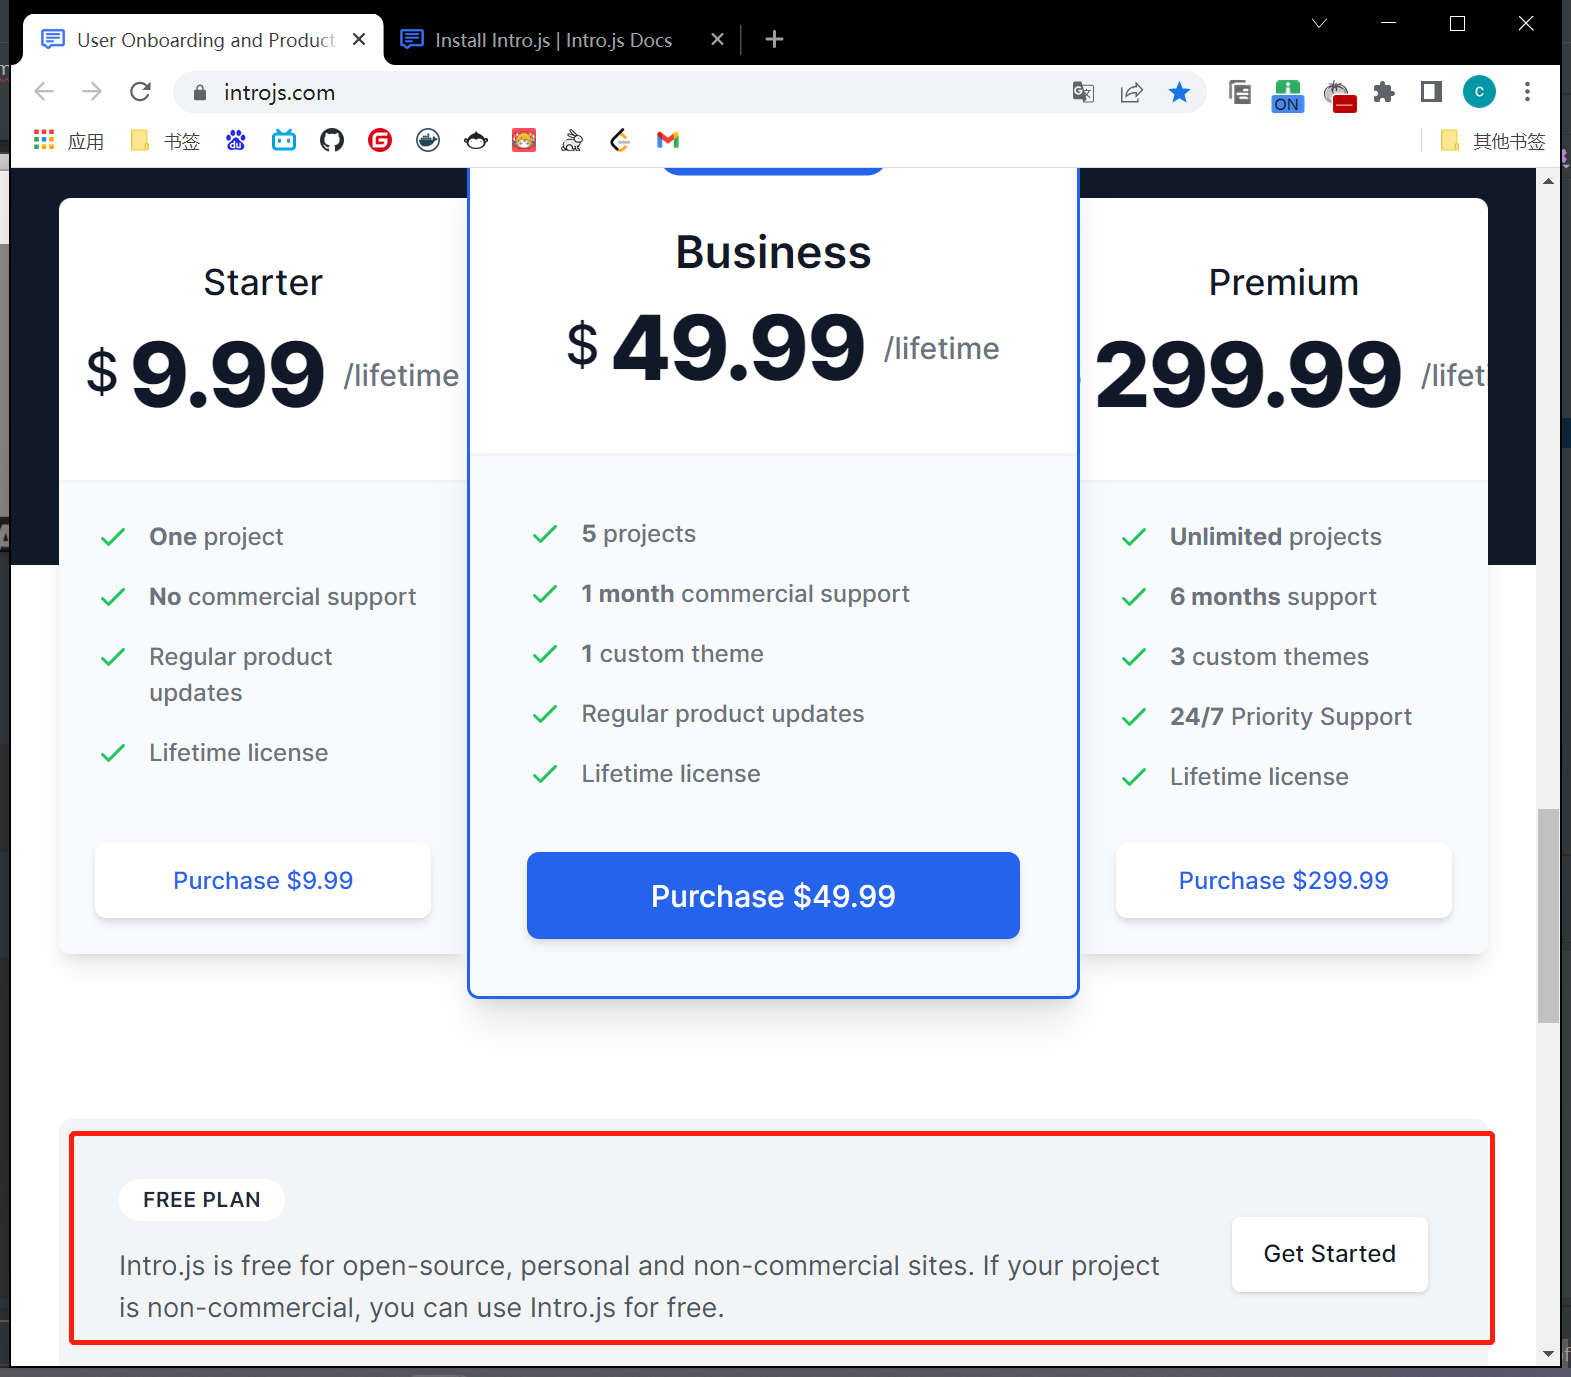 User Onboarding and Product
Install Intro.js | Intro.js Docs
introjs.com
ON
C
应用
书签
其他书签
Starter
$ 9.99 /lifetime
One project
No commercial support
Regular product
updates
Lifetime license
Purchase $9.99
Business
$ 49.99 /lifetime
5 projects
1 month commercial support
1 custom theme
Regular product updates
Lifetime license
Purchase $49.99
Premium
299.99 /lifeti
Unlimited projects
6 months support
3 custom themes
24/7 Priority Support
Lifetime license
Purchase $299.99
FREE PLAN
Intro.js is free for open-source, personal and non-commercial sites. If your project
is non-commercial, you can use Intro.js for free.
Get Started